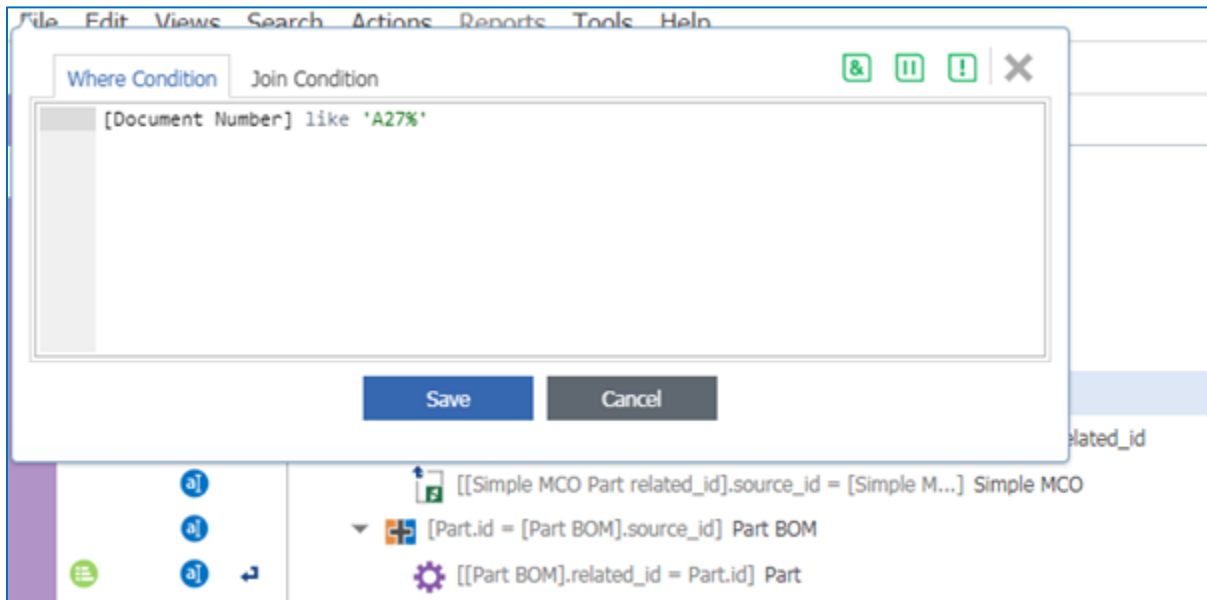 File Edit Views Search Actions Reports Tools Help
Where Condition Join Condition
[Document Number] like 'A27%'
Save Cancel
elated_id
[[Simple MCO Part related_id].source_id = [Simple M...] Simple MCO
[Part.id = [Part BOM].source_id] Part BOM
[[Part BOM].related_id = Part.id] Part